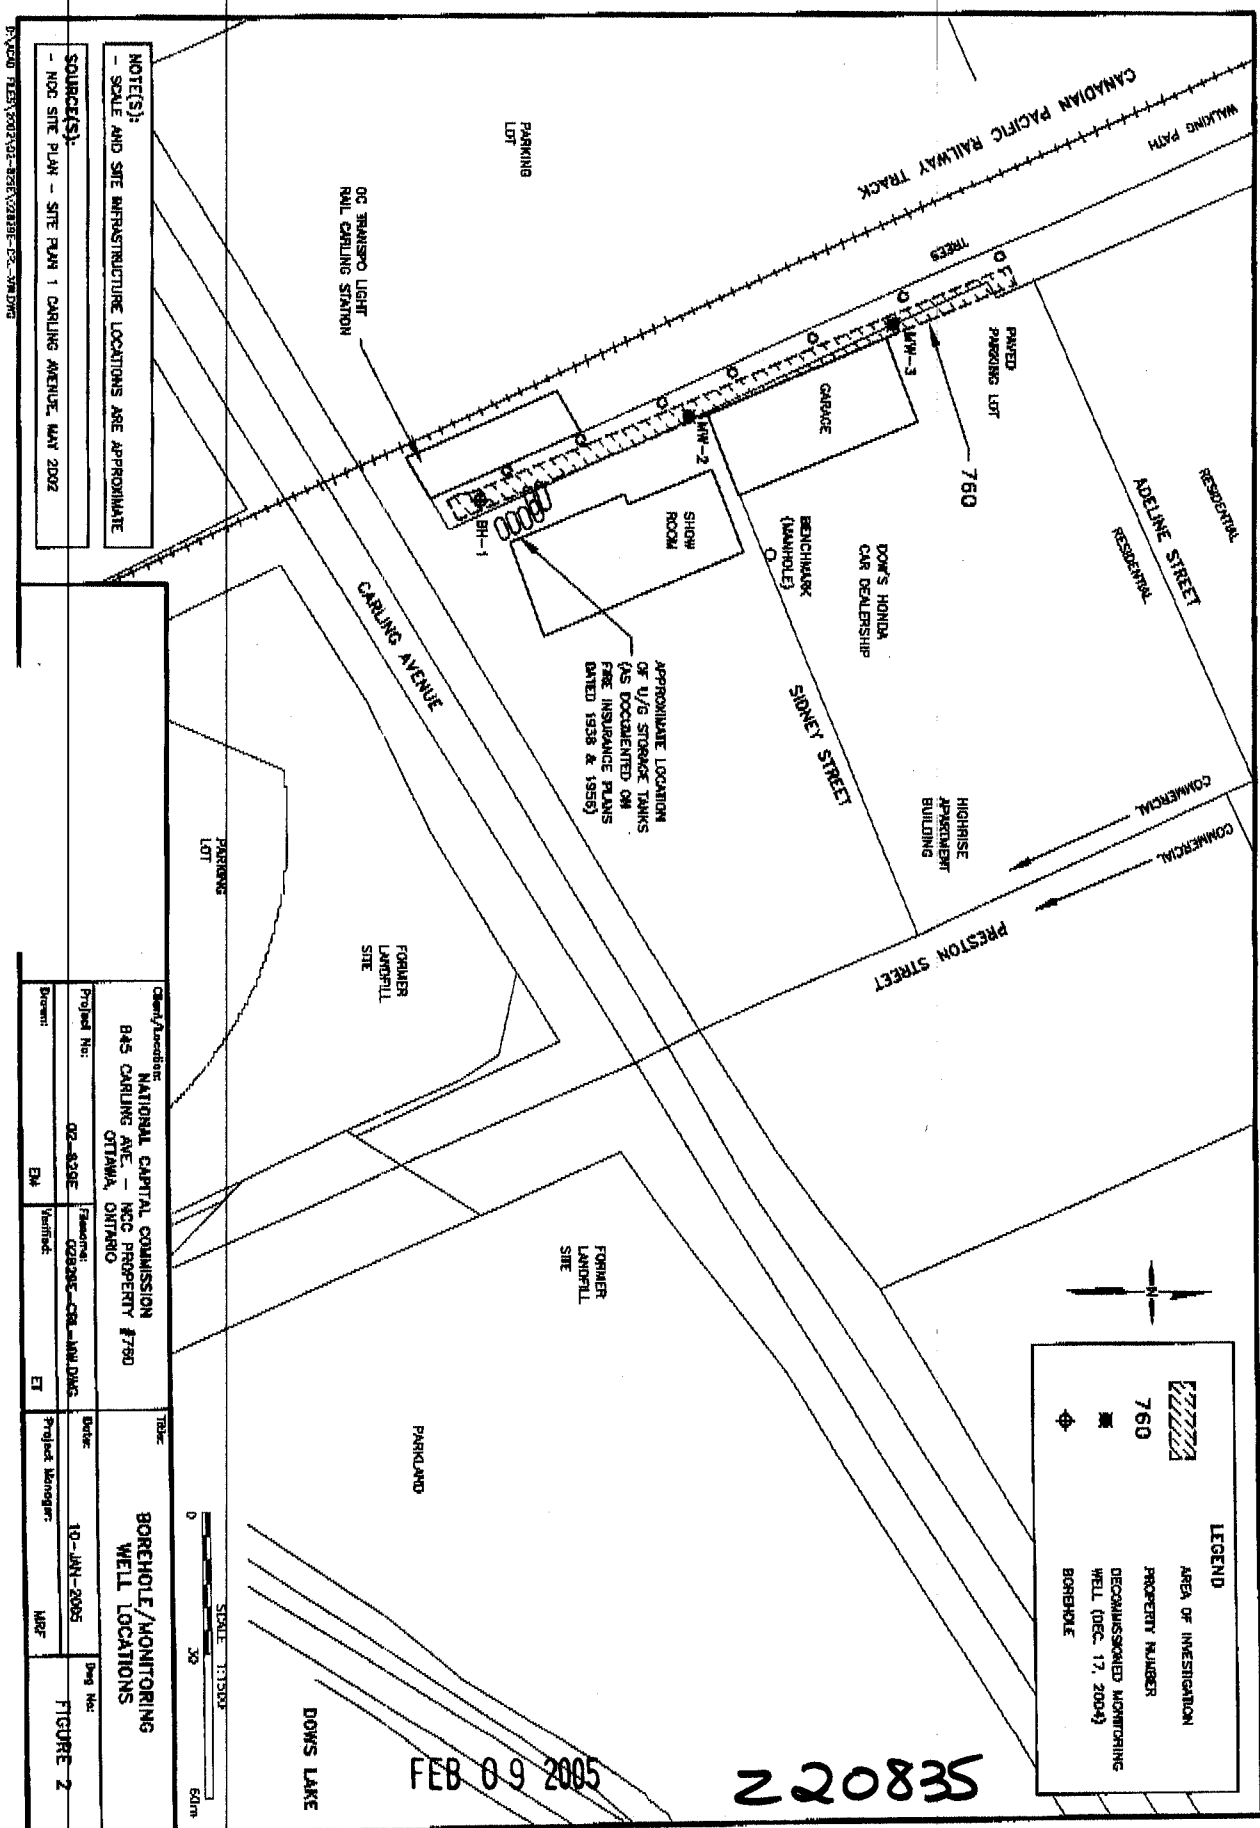 CANADIAN PACIFIC RAILWAY TRACK
WALKING PATH
TREES
PARKING
LOT
OC TRANSPO LIGHT
RAIL CARLING STATION
PAVED
PARKING LOT
MW-3
760
GARAGE
MW-2
BH-1
SHOW
ROOM
BENCHMARK
(MANHOLE)
DOW'S HONDA
CAR DEALERSHIP
RESIDENTIAL
ADELINE STREET
RESIDENTIAL
SIDNEY STREET
APPROXIMATE LOCATION
OF U/G STORAGE TANKS
(AS DOCUMENTED ON
FIRE INSURANCE PLANS
DATED 1938 & 1956)
HIGHRISE
APARTMENT
BUILDING
COMMERCIAL
COMMERCIAL
PRESTON STREET
CARLING AVENUE
PARKING
LOT
FORMER
LANDFILL
SITE
FORMER
LANDFILL
SITE
PARKLAND
DOWS LAKE
N
LEGEND
AREA OF INVESTIGATION
760
PROPERTY NUMBER
DECOMMISSIONED MONITORING
WELL (DEC. 17, 2004)
BOREHOLE
NOTE(S):
- SCALE AND SITE INFRASTRUCTURE LOCATIONS ARE APPROXIMATE
SOURCE(S):
- NCC SITE PLAN - SITE PLAN 1 CARLING AVENUE, MAY 2002
SCALE 1:1500
0 30 60m
Client/Location:
NATIONAL CAPITAL COMMISSION
845 CARLING AVE. - NCC PROPERTY #760
OTTAWA, ONTARIO
Title:
BOREHOLE/MONITORING
WELL LOCATIONS
Project No:
02-829E
Filename:
Date:
10-JAN-2005
Dwg No:
FIGURE 2
Drawn:
EM
Verified:
ET
Project Manager:
MRF
FEB 09 2005
220835